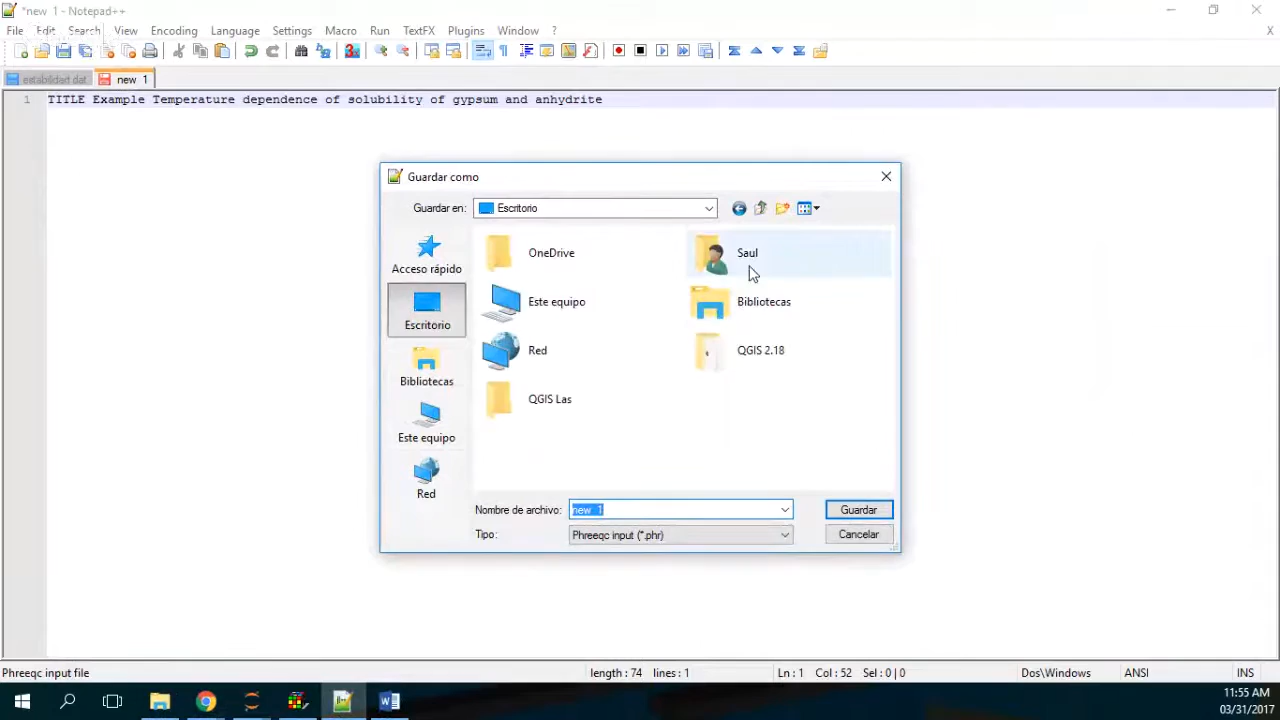 *new 1 - Notepad++
File Edit Search View Encoding Language Settings Macro Run TextFX Plugins Window ? X
estabilidart.dat new 1
1 TITLE Example Temperature dependence of solubility of gypsum and anhydrite
Guardar como
Guardar en: Escritorio
Acceso rápido
Escritorio
Bibliotecas
Este equipo
Red
OneDrive
Saul
Este equipo
Bibliotecas
Red
QGIS 2.18
QGIS Las
Nombre de archivo: new 1 Guardar
Tipo: Phreeqc input (*.phr) Cancelar
Phreeqc input file length : 74 lines : 1 Ln : 1 Col : 52 Sel : 0 | 0 Dos\Windows ANSI INS
11:55 AM
03/31/2017